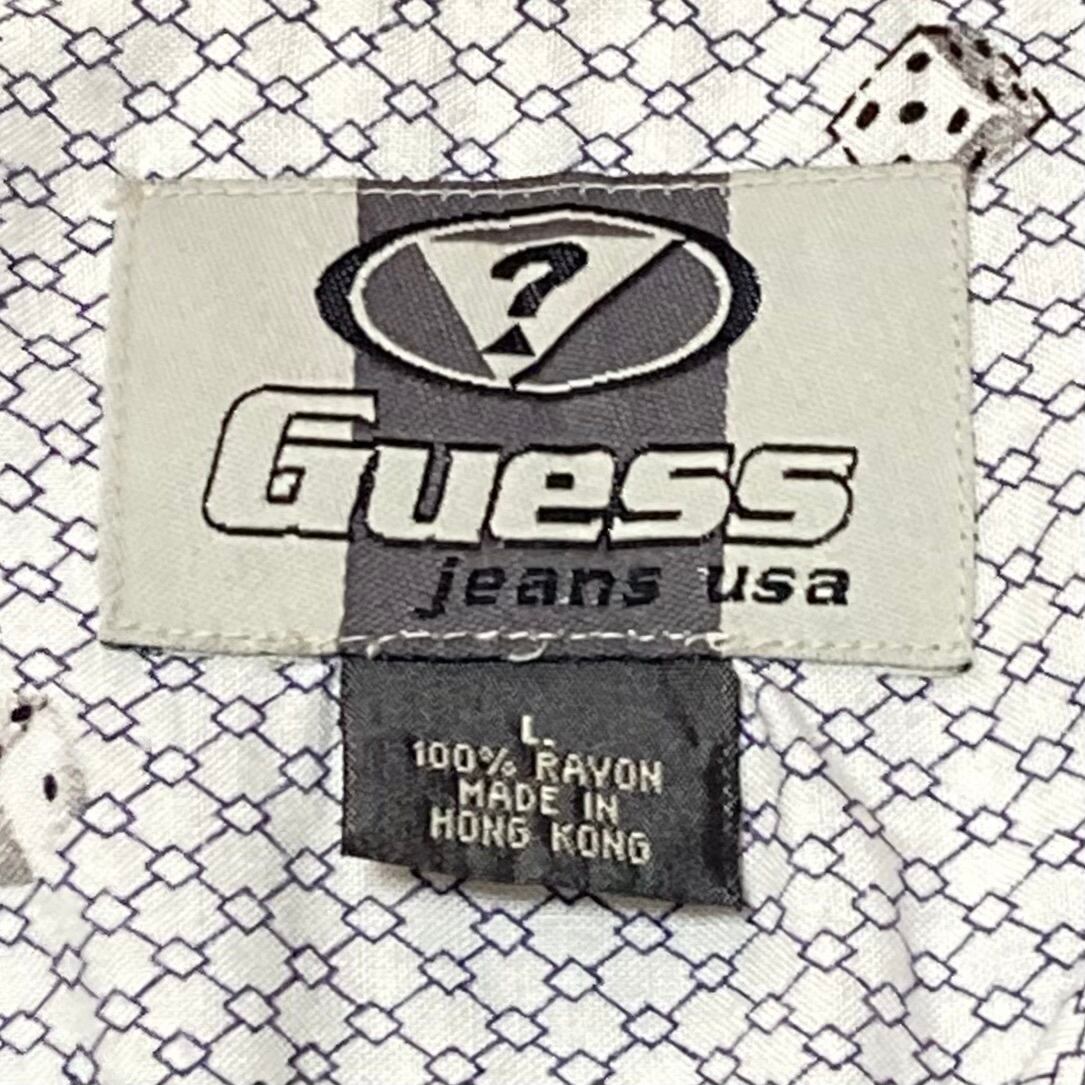 ?
Guess
jeans usa
L.
100% RAYON
MADE IN
HONG KONG